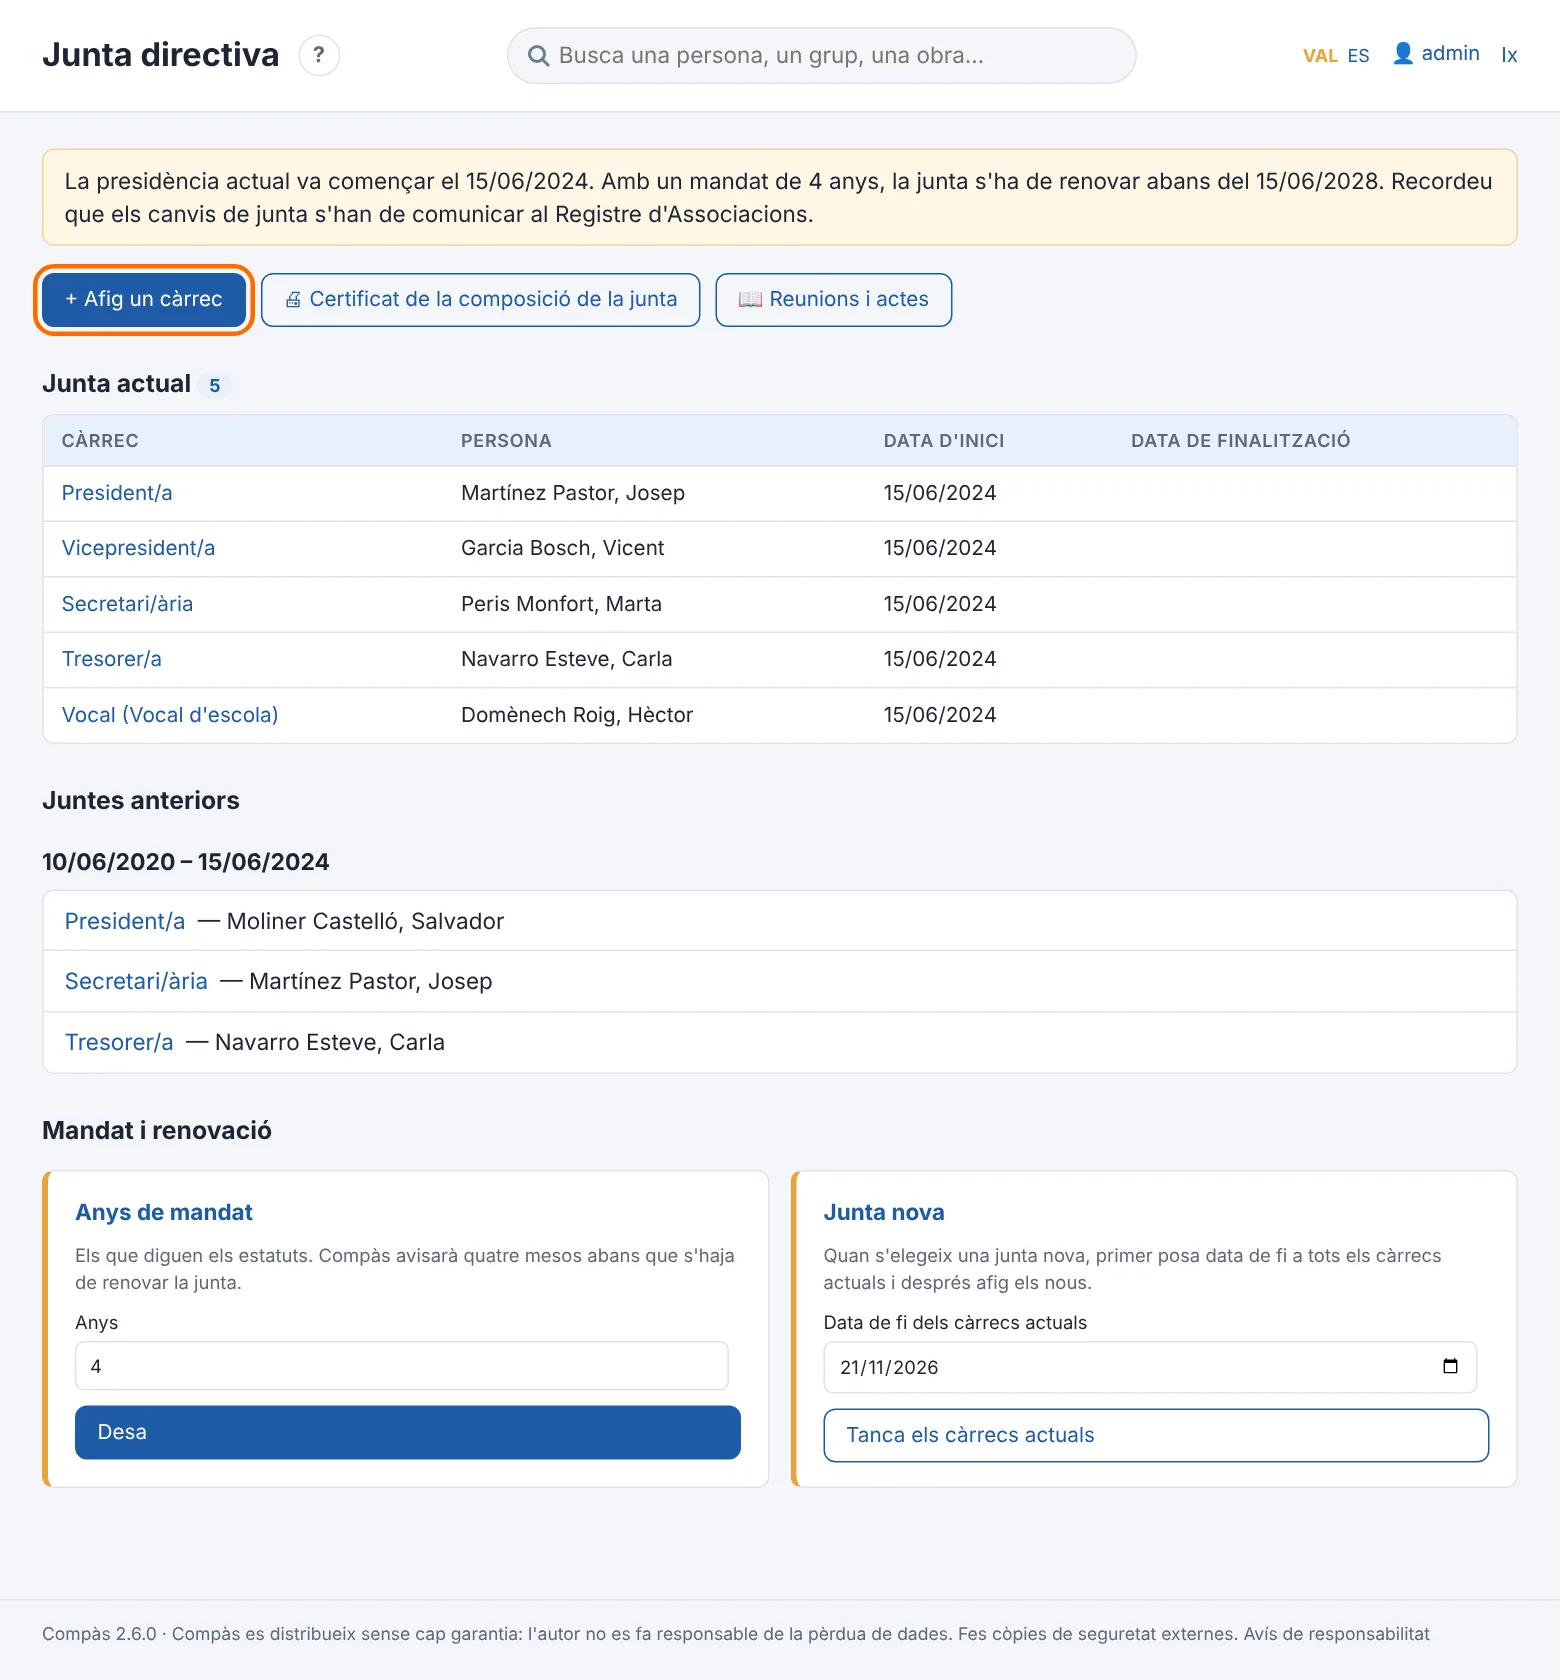 Junta directiva ?
Busca una persona, un grup, una obra...
VAL ES admin Ix
La presidència actual va començar el 15/06/2024. Amb un mandat de 4 anys, la junta s'ha de renovar abans del 15/06/2028. Recordeu
que els canvis de junta s'han de comunicar al Registre d'Associacions.
+ Afig un càrrec
Certificat de la composició de la junta
Reunions i actes
Junta actual 5
CÀRREC PERSONA DATA D'INICI DATA DE FINALITZACIÓ
President/a Martínez Pastor, Josep 15/06/2024
Vicepresident/a Garcia Bosch, Vicent 15/06/2024
Secretari/ària Peris Monfort, Marta 15/06/2024
Tresorer/a Navarro Esteve, Carla 15/06/2024
Vocal (Vocal d'escola) Domènech Roig, Hèctor 15/06/2024
Juntes anteriors
10/06/2020 – 15/06/2024
President/a — Moliner Castelló, Salvador
Secretari/ària — Martínez Pastor, Josep
Tresorer/a — Navarro Esteve, Carla
Mandat i renovació
Anys de mandat
Els que diguen els estatuts. Compàs avisarà quatre mesos abans que s'haja
de renovar la junta.
Anys
4
Desa
Junta nova
Quan s'elegeix una junta nova, primer posa data de fi a tots els càrrecs
actuals i després afig els nous.
Data de fi dels càrrecs actuals
21/11/2026
Tanca els càrrecs actuals
Compàs 2.6.0 · Compàs es distribueix sense cap garantia: l'autor no es fa responsable de la pèrdua de dades. Fes còpies de seguretat externes. Avís de responsabilitat